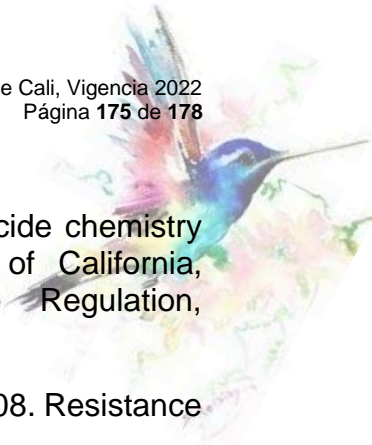 e Cali, Vigencia 2022
Página 175 de 178
cide chemistry
of California,
Regulation,
08. Resistance